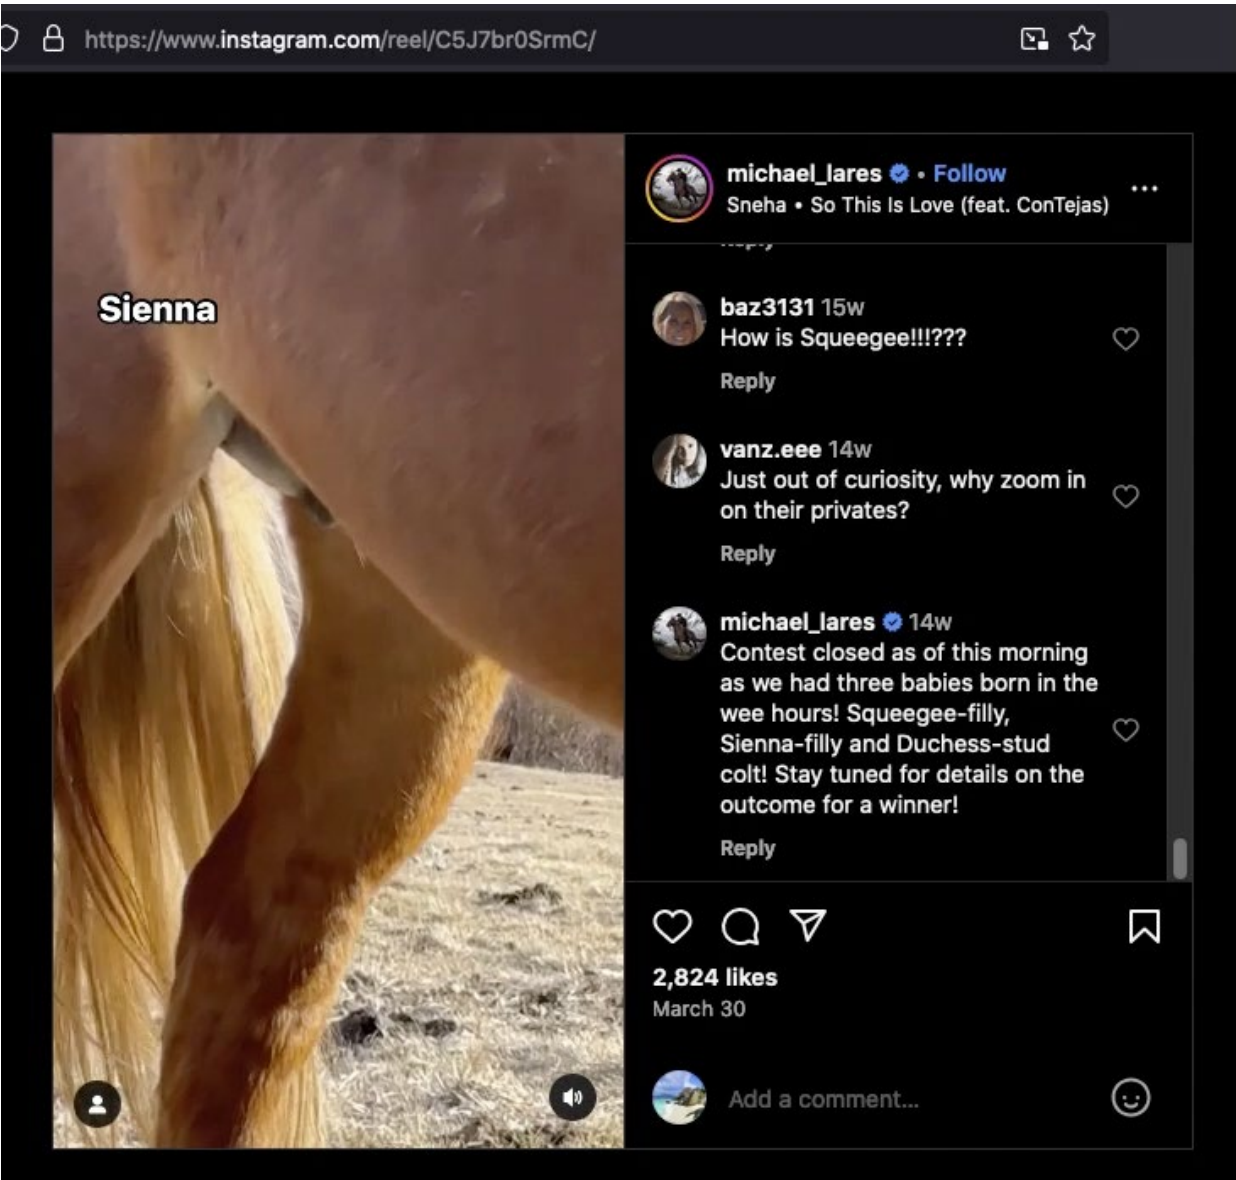 https://www.instagram.com/reel/C5J7br0SrmC/
Sienna
michael_lares • Follow
Sneha • So This Is Love (feat. ConTejas)
Reply
baz3131 15w
How is Squeegee!!!???
Reply
vanz.eee 14w
Just out of curiosity, why zoom in
on their privates?
Reply
michael_lares 14w
Contest closed as of this morning
as we had three babies born in the
wee hours! Squeegee-filly,
Sienna-filly and Duchess-stud
colt! Stay tuned for details on the
outcome for a winner!
Reply
2,824 likes
March 30
Add a comment...